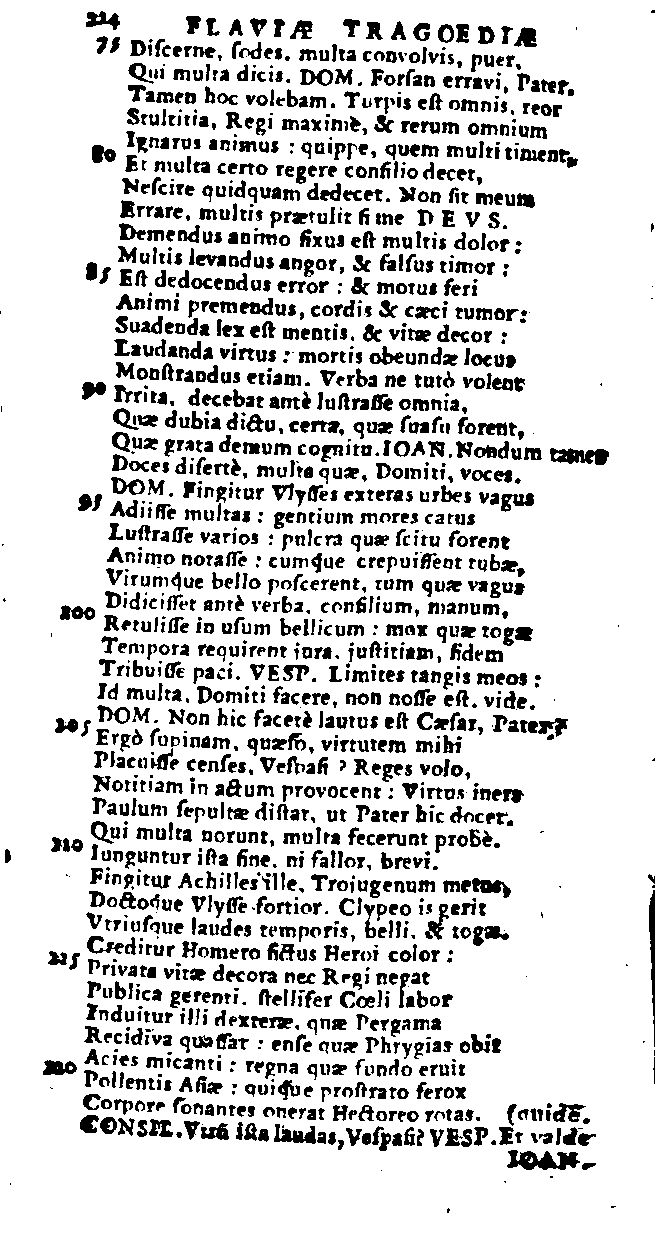 224 FLAVIÆ TRAGOEDIÆ
75 Diſcerne, ſodes. multa convolvis, puer,
Qui multa dicis. DOM. Forſan erravi, Pater.
Tamen hoc volebam. Turpis eſt omnis, reor
Stultitia, Regi maximè, & rerum omnium
Ignarus animus : quippe, quem multi timent,
80 Et multa certo regere conſilio decet,
Neſcire quidquam dedecet. Non ſit meum
Errare, multis prætulit ſi me DEVS.
Demendus animo fixus eſt multis dolor :
Multis levandus angor, & falſus timor ;
85 Eſt dedocendus error : & motus feri
Animi premendus, cordis & cæci tumor:
Suadenda lex eſt mentis, & vitæ decor :
Laudanda virtus : mortis obeundæ locus
Monſtrandus etiam. Verba ne tutò volent
90 Irrita, decebat antè luſtraſſe omnia,
Quæ dubia dictu, certa, quæ ſuaſu forent,
Quæ grata demum cognitu. IOAN. Nondum tamen
Doces diſertè, multa quæ, Domiti, voces.
DOM. Fingitur Vlyſſes exteras urbes vagus
95 Adiiſſe multas : gentium mores catus
Luſtraſſe varios : pulcra quæ ſcitu forent
Animo notaſſe : cumque crepuiſſent tubæ,
Virumque bello poſcerent, tum quæ vagus
Didiciſſet antè verba, conſilium, manum,
200 Retuliſſe in uſum bellicum : mox quæ togæ
Tempora requirent jura, juſtitiam, fidem
Tribuiſſe paci. VESP. Limites tangis meos :
Id multa, Domiti facere, non noſſe eſt. vide.
DOM. Non hic facetè lautus eſt Cæſar, Pater?
205 Ergò ſupinam, quæſo, virtutem mihi
Placuiſſe cenſes, Veſpaſi ? Reges volo,
Notitiam in actum provocent : Virtus iners
Paulum ſepultæ diſtat, ut Pater hic docet.
Qui multa norunt, multa fecerunt probè.
210 Iunguntur iſta fine, ni fallor, brevi.
Fingitur Achilles ille, Trojugenum metus,
Doctoque Vlyſſe fortior. Clypeo is gerit
Vtriuſque laudes temporis, belli, & togæ.
Creditur Homero fictus Heroi color :
215 Privata vitæ decora nec Regi negat
Publica gerenti. ſtellifer Cœli labor
Induitur illi dexteræ, quæ Pergama
Recidiva quaſſat : enſe quæ Phrygias obit
Acies micanti : regna quæ fundo eruit
220 Pollentis Aſiæ : quique proſtrato ferox
Corpore ſonantes onerat Hectoreo rotas. (quidē.
CONSTL. Viſu iſta laudas, Veſpaſi? VESP. Et valde
IOAN-